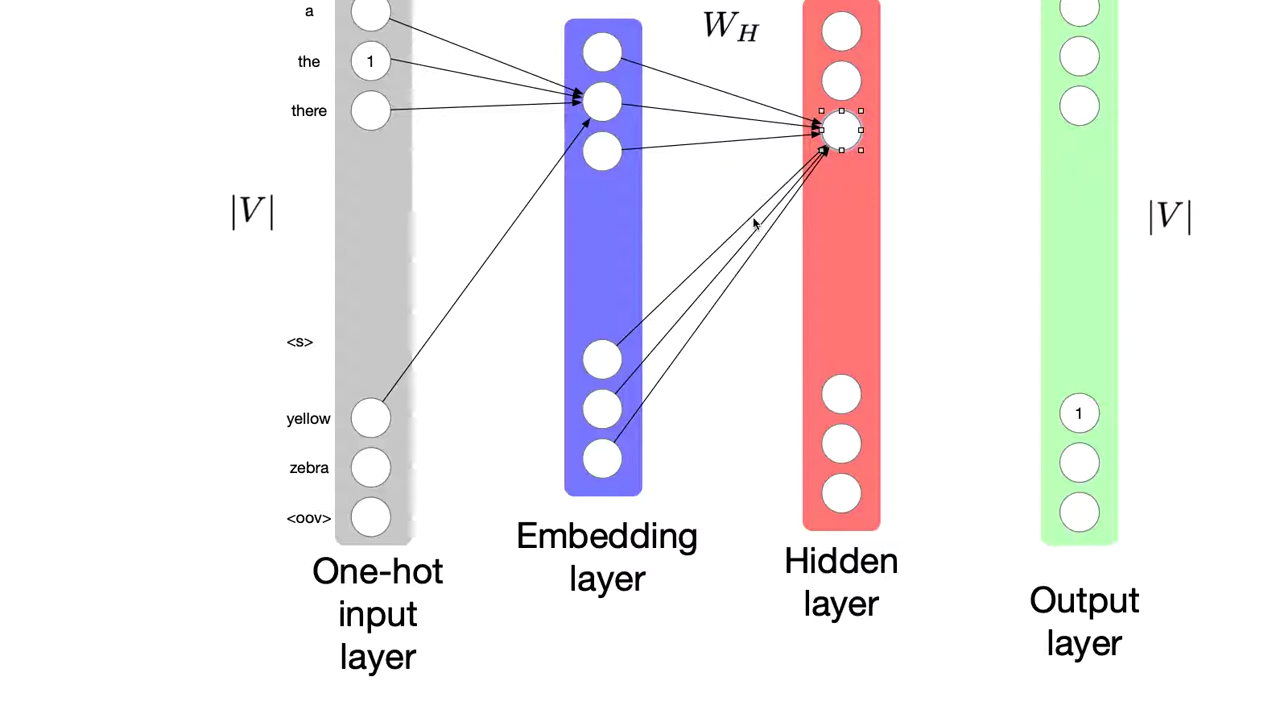 a
W_H
the
1
there
|V|
|V|
<s>
yellow
1
zebra
<oov>
Embedding
layer
Hidden
layer
One-hot
input
layer
Output
layer